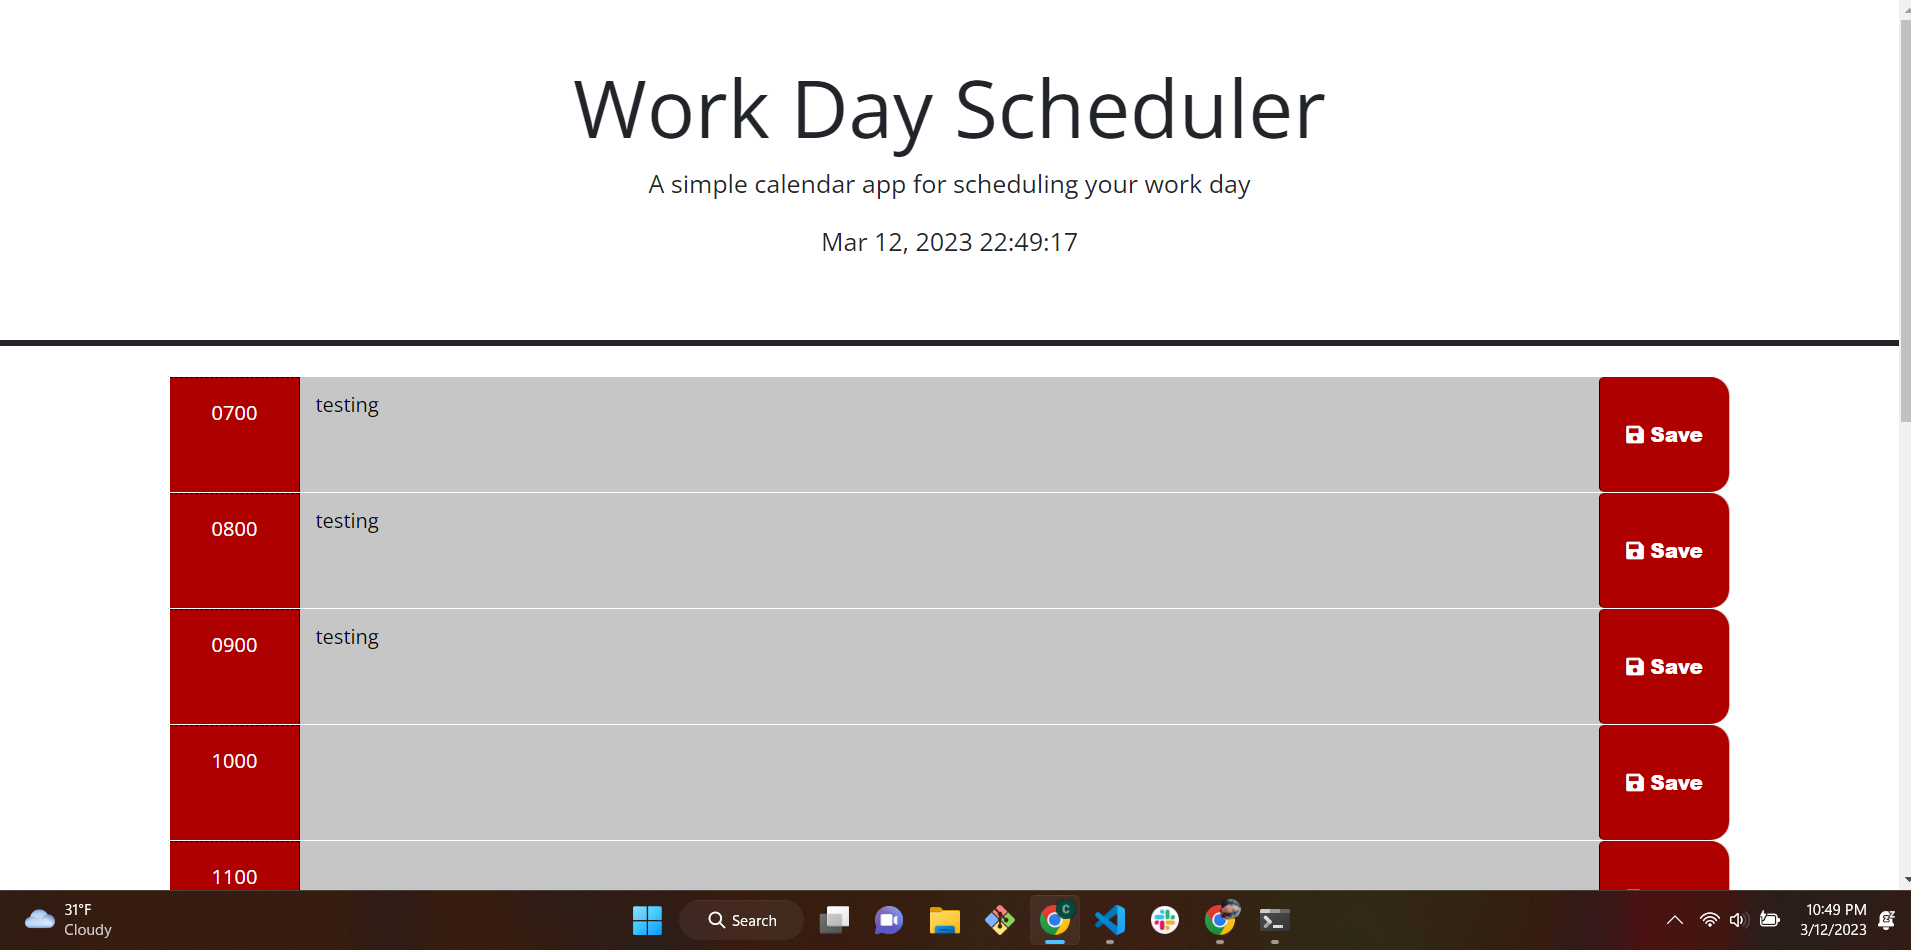 Work Day Scheduler
A simple calendar app for scheduling your work day
Mar 12, 2023 22:49:17
0700
testing
Save
0800
testing
Save
0900
testing
Save
1000
Save
1100
31°F
Cloudy
Search
C
10:49 PM
3/12/2023